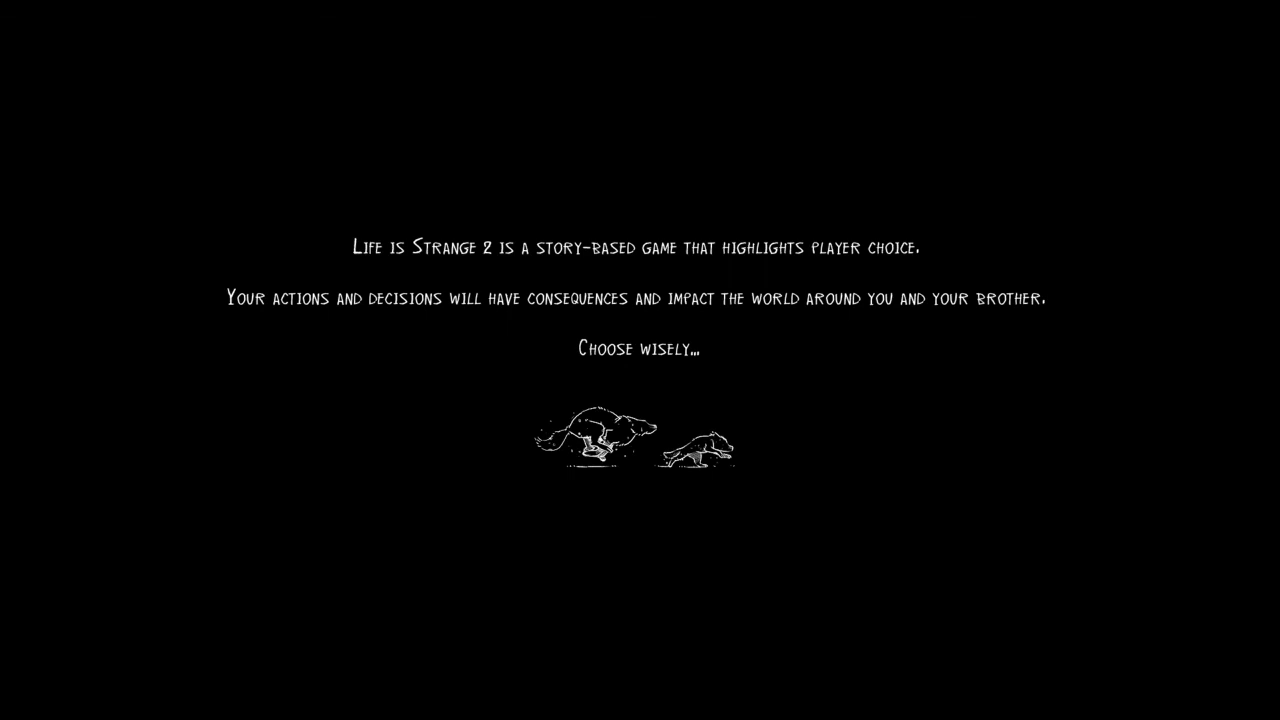 Life is Strange 2 is a story-based game that highlights player choice.
Your actions and decisions will have consequences and impact the world around you and your brother.
Choose wisely...